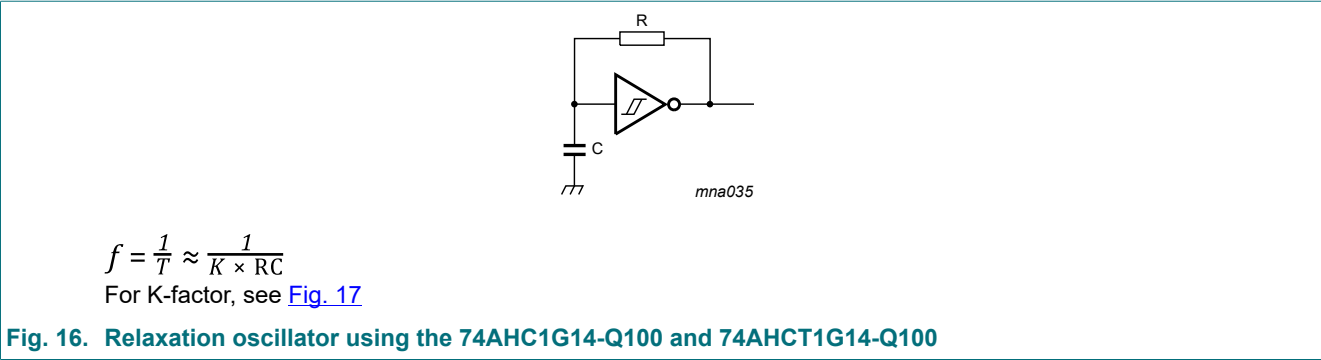 R
C
mna035
f = 1/T ≈ 1/(K × RC)
For K-factor, see Fig. 17
Fig. 16. Relaxation oscillator using the 74AHC1G14-Q100 and 74AHCT1G14-Q100